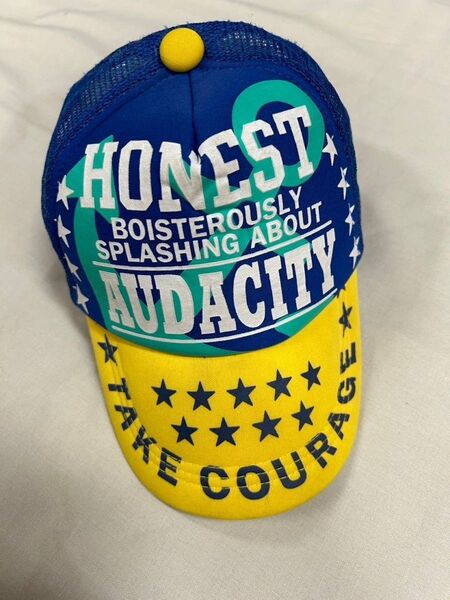 HONEST
BOISTEROUSLY
SPLASHING ABOUT
AUDACITY
TAKE COURAGE